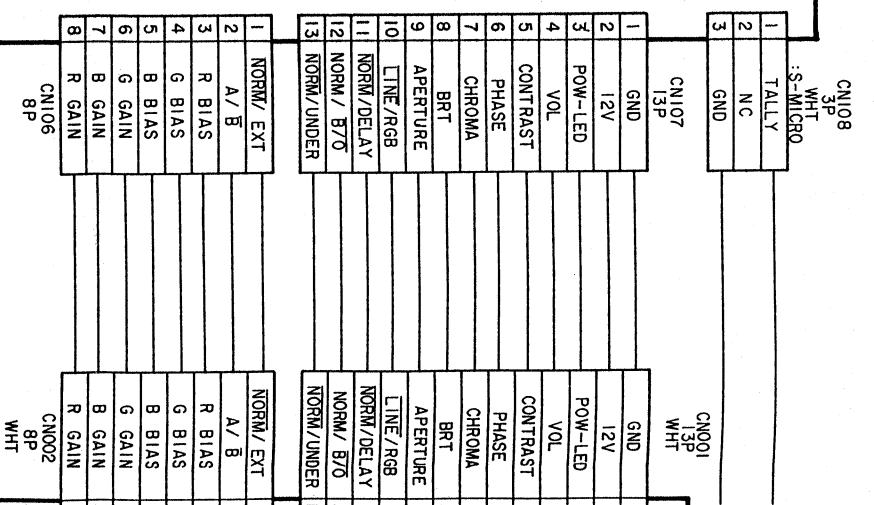 CN108
3P
WHT
:S-MICRO
1 TALLY
2 NC
3 GND
CN107
13P
1 GND
2 12V
3 POW-LED
4 VOL
5 CONTRAST
6 PHASE
7 CHROMA
8 BRT
9 APERTURE
10 LINE/RGB
11 NORM/DELAY
12 NORM/ B/O
13 NORM/UNDER
1 NORM/ EXT
2 A/ B
3 R BIAS
4 G BIAS
5 B BIAS
6 G GAIN
7 B GAIN
8 R GAIN
CN106
8P
CN001
13P
WHT
GND
12V
POW-LED
VOL
CONTRAST
PHASE
CHROMA
BRT
APERTURE
LINE/RGB
NORM/DELAY
NORM/ B/O
NORM/UNDER
NORM/ EXT
A/ B
R BIAS
G BIAS
B BIAS
G GAIN
B GAIN
R GAIN
CN002
8P
WHT